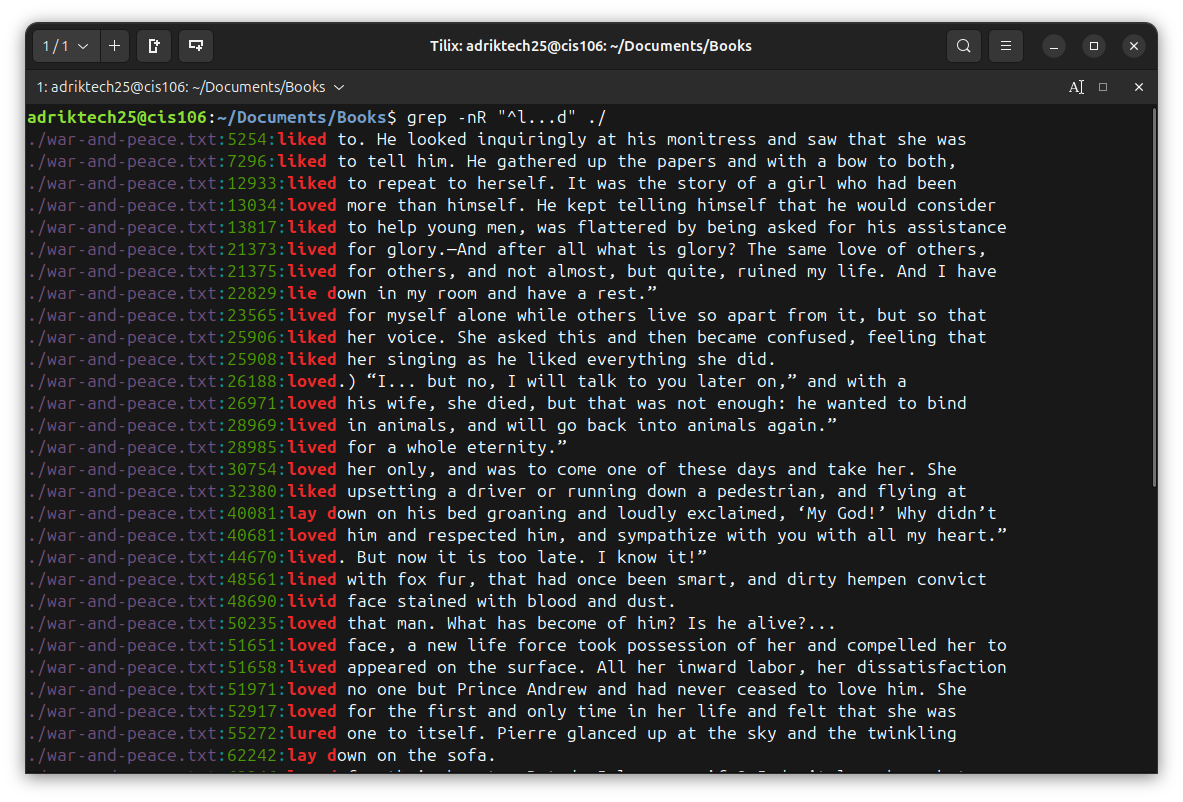 1 / 1
Tilix: adriktech25@cis106: ~/Documents/Books
1: adriktech25@cis106: ~/Documents/Books
adriktech25@cis106:~/Documents/Books$ grep -nR "^l...d" ./
./war-and-peace.txt:5254:liked to. He looked inquiringly at his monitress and saw that she was
./war-and-peace.txt:7296:liked to tell him. He gathered up the papers and with a bow to both,
./war-and-peace.txt:12933:liked to repeat to herself. It was the story of a girl who had been
./war-and-peace.txt:13034:loved more than himself. He kept telling himself that he would consider
./war-and-peace.txt:13817:liked to help young men, was flattered by being asked for his assistance
./war-and-peace.txt:21373:lived for glory.—And after all what is glory? The same love of others,
./war-and-peace.txt:21375:lived for others, and not almost, but quite, ruined my life. And I have
./war-and-peace.txt:22829:lie down in my room and have a rest.”
./war-and-peace.txt:23565:lived for myself alone while others live so apart from it, but so that
./war-and-peace.txt:25906:liked her voice. She asked this and then became confused, feeling that
./war-and-peace.txt:25908:liked her singing as he liked everything she did.
./war-and-peace.txt:26188:loved.) “I... but no, I will talk to you later on,” and with a
./war-and-peace.txt:26971:loved his wife, she died, but that was not enough: he wanted to bind
./war-and-peace.txt:28969:lived in animals, and will go back into animals again.”
./war-and-peace.txt:28985:lived for a whole eternity.”
./war-and-peace.txt:30754:loved her only, and was to come one of these days and take her. She
./war-and-peace.txt:32380:liked upsetting a driver or running down a pedestrian, and flying at
./war-and-peace.txt:40081:lay down on his bed groaning and loudly exclaimed, ‘My God!’ Why didn’t
./war-and-peace.txt:40681:loved him and respected him, and sympathize with you with all my heart.”
./war-and-peace.txt:44670:lived. But now it is too late. I know it!”
./war-and-peace.txt:48561:lined with fox fur, that had once been smart, and dirty hempen convict
./war-and-peace.txt:48690:livid face stained with blood and dust.
./war-and-peace.txt:50235:loved that man. What has become of him? Is he alive?...
./war-and-peace.txt:51651:loved face, a new life force took possession of her and compelled her to
./war-and-peace.txt:51658:lived appeared on the surface. All her inward labor, her dissatisfaction
./war-and-peace.txt:51971:loved no one but Prince Andrew and had never ceased to love him. She
./war-and-peace.txt:52917:loved for the first and only time in her life and felt that she was
./war-and-peace.txt:55272:lured one to itself. Pierre glanced up at the sky and the twinkling
./war-and-peace.txt:62242:lay down on the sofa.